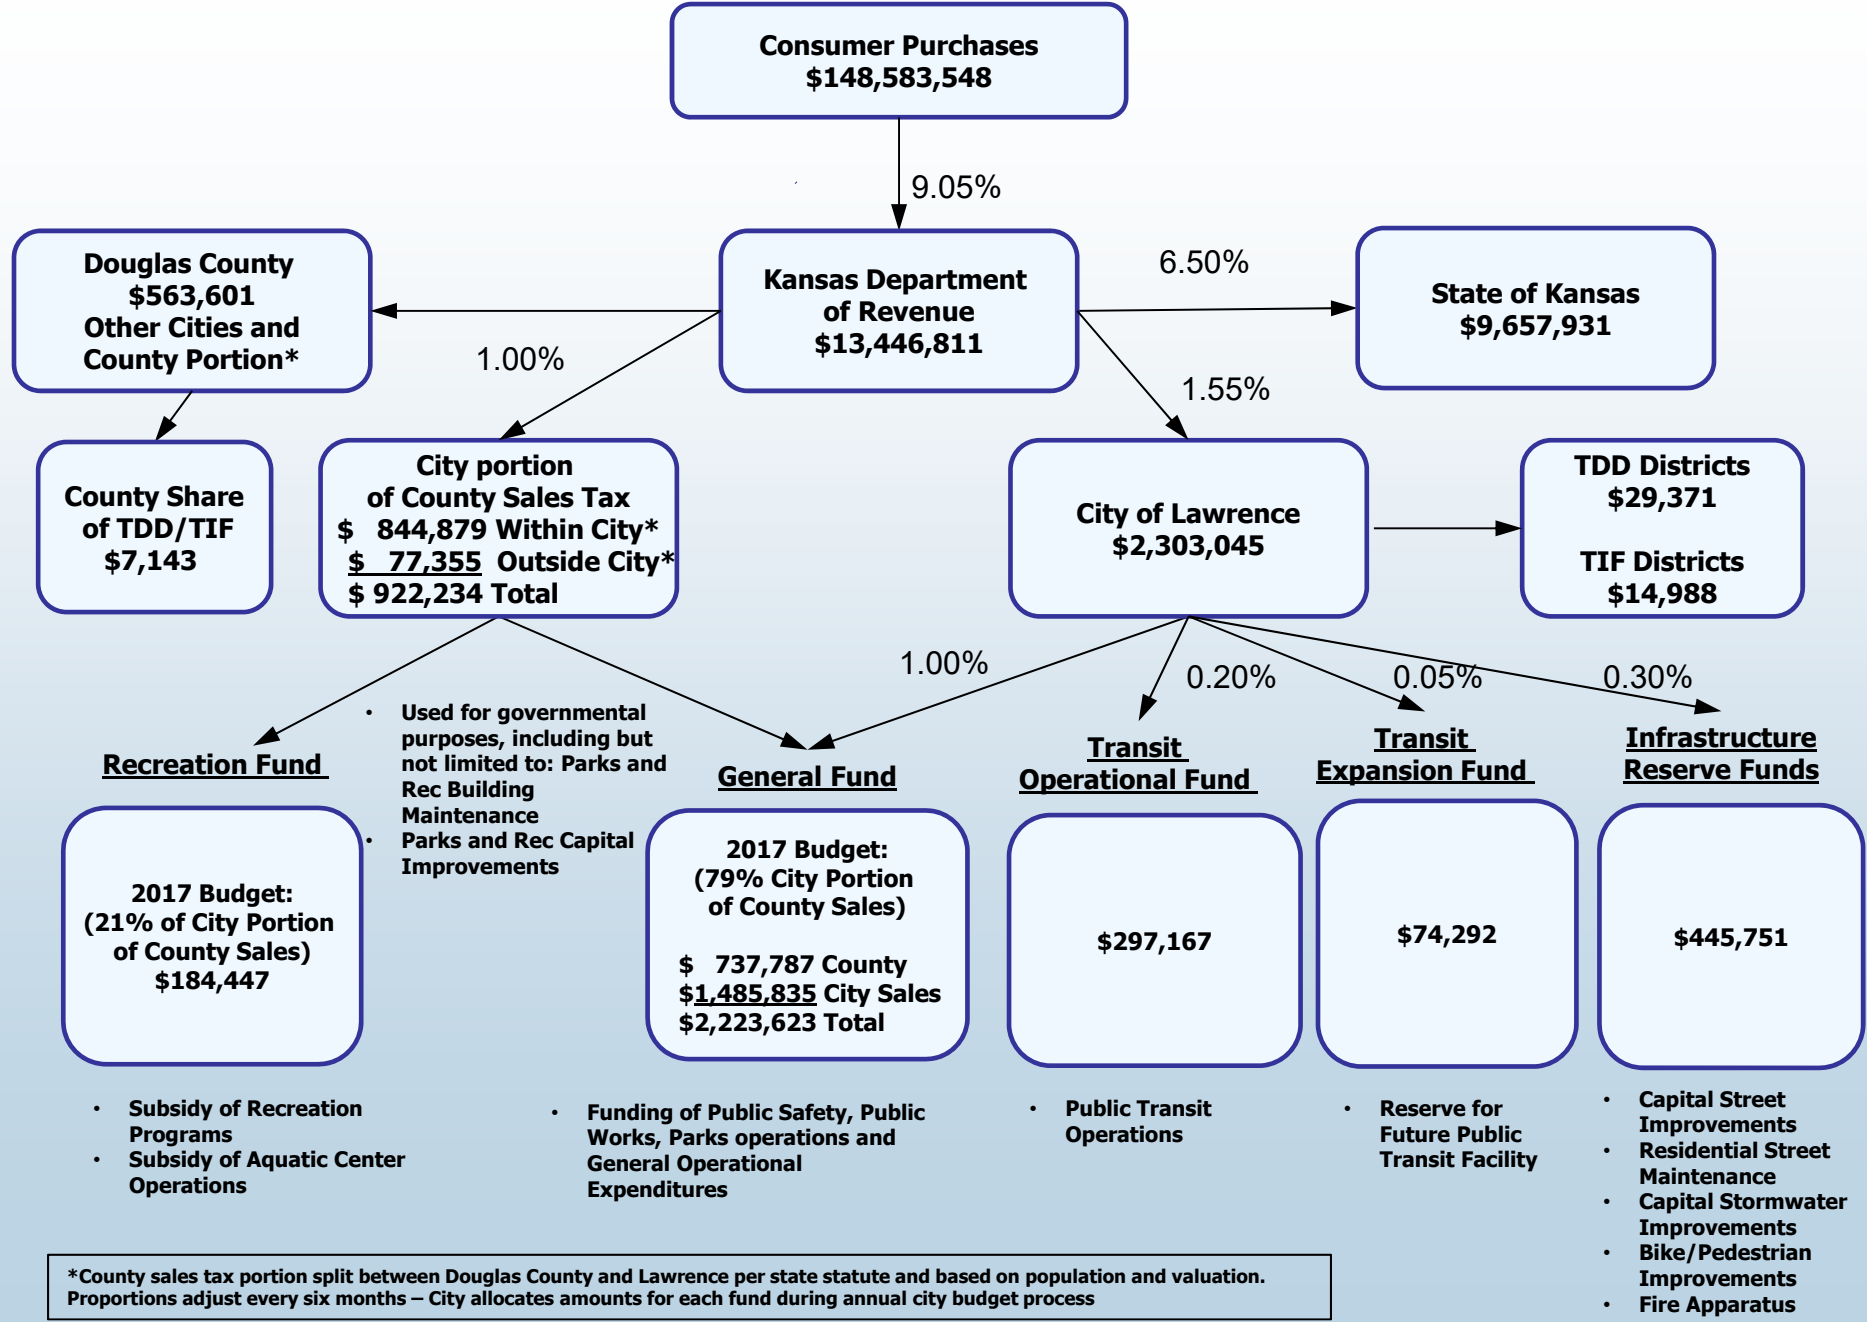 Consumer Purchases
$148,583,548
9.05%
Douglas County
$563,601
Other Cities and
County Portion*
Kansas Department
of Revenue
$13,446,811
6.50%
State of Kansas
$9,657,931
1.00%
1.55%
County Share
of TDD/TIF
$7,143
City portion
of County Sales Tax
$ 844,879 Within City*
$ 77,355 Outside City*
$ 922,234 Total
City of Lawrence
$2,303,045
TDD Districts
$29,371
TIF Districts
$14,988
1.00%
0.20%
0.05%
0.30%
Recreation Fund
• Used for governmental
purposes, including but
not limited to: Parks and
Rec Building
Maintenance
• Parks and Rec Capital
Improvements
General Fund
Transit
Operational Fund
Transit
Expansion Fund
Infrastructure
Reserve Funds
2017 Budget:
(21% of City Portion
of County Sales)
$184,447
2017 Budget:
(79% City Portion
of County Sales)
$ 737,787 County
$1,485,835 City Sales
$2,223,623 Total
$297,167
$74,292
$445,751
• Subsidy of Recreation
Programs
• Subsidy of Aquatic Center
Operations
• Funding of Public Safety, Public
Works, Parks operations and
General Operational
Expenditures
• Public Transit
Operations
• Reserve for
Future Public
Transit Facility
• Capital Street
Improvements
• Residential Street
Maintenance
• Capital Stormwater
Improvements
• Bike/Pedestrian
Improvements
• Fire Apparatus
*County sales tax portion split between Douglas County and Lawrence per state statute and based on population and valuation.
Proportions adjust every six months – City allocates amounts for each fund during annual city budget process